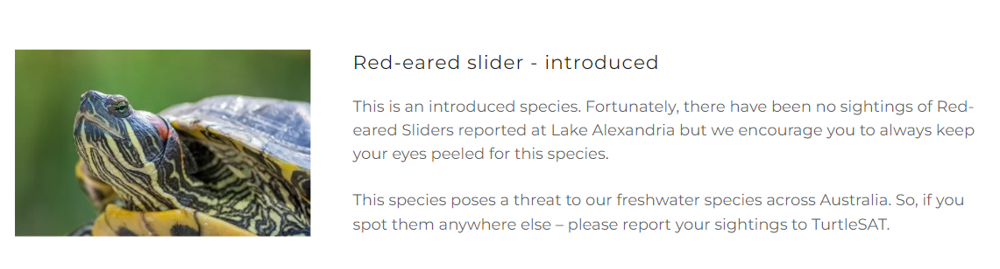 Red-eared slider - introduced
This is an introduced species. Fortunately, there have been no sightings of Red-
eared Sliders reported at Lake Alexandria but we encourage you to always keep
your eyes peeled for this species.
This species poses a threat to our freshwater species across Australia. So, if you
spot them anywhere else – please report your sightings to TurtleSAT.